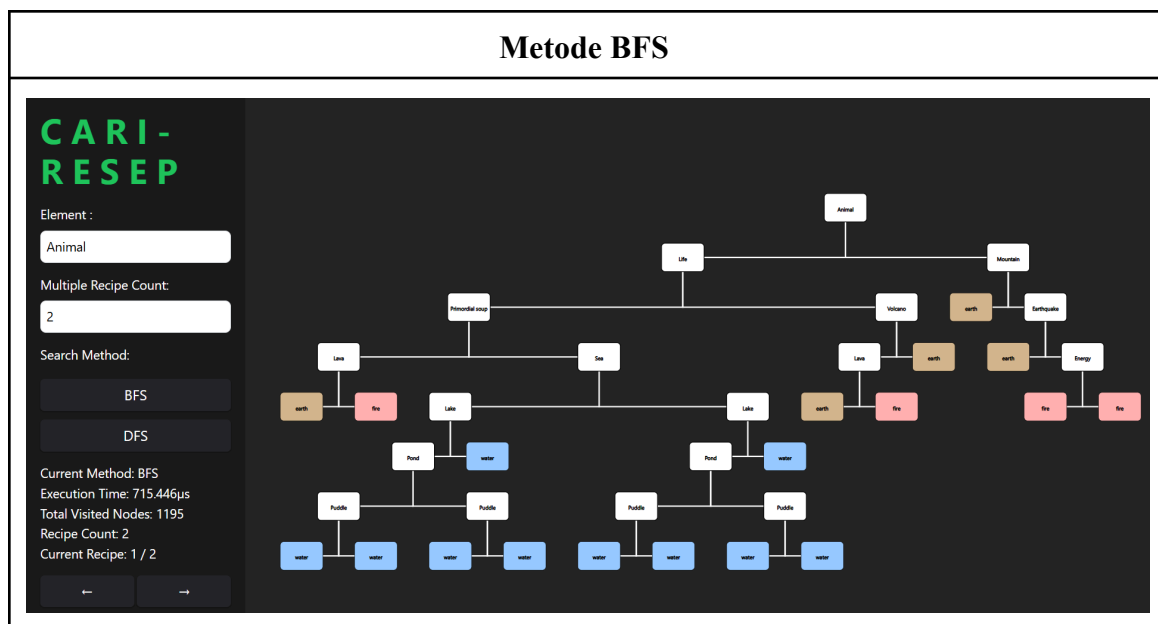 Metode BFS
CARI-
RESEP
Element :
Animal
Multiple Recipe Count:
2
Search Method:
BFS
DFS
Current Method: BFS
Execution Time: 715.446µs
Total Visited Nodes: 1195
Recipe Count: 2
Current Recipe: 1 / 2
← →
Animal
Life Mountain
Primordial soup Volcano earth Earthquake
Lava Sea Lava earth earth Energy
earth fire Lake Lake earth fire fire fire
Pond water Pond water
Puddle Puddle Puddle Puddle
water water water water water water water water